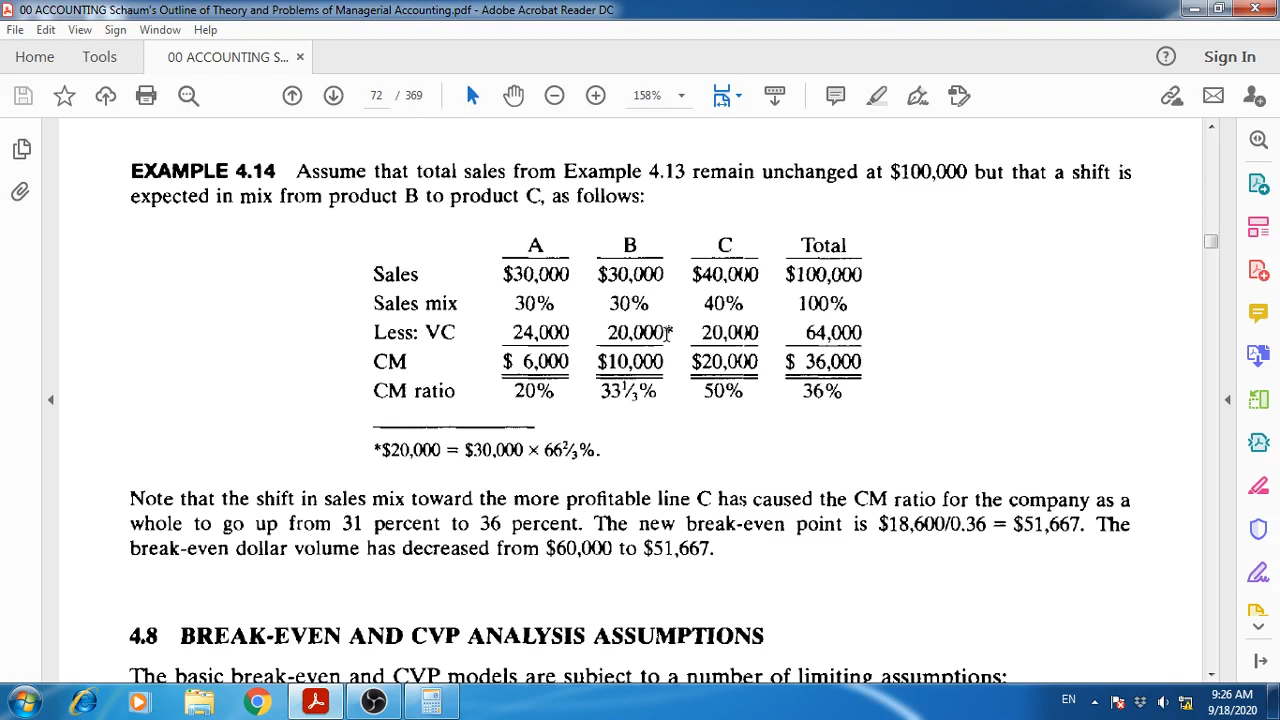 00 ACCOUNTING Schaum's Outline of Theory and Problems of Managerial Accounting.pdf - Adobe Acrobat Reader DC
File Edit View Sign Window Help
Home Tools 00 ACCOUNTING S... × Sign In
72 / 369 158%
EXAMPLE 4.14 Assume that total sales from Example 4.13 remain unchanged at $100,000 but that a shift is
expected in mix from product B to product C, as follows:
A B C Total
Sales $30,000 $30,000 $40,000 $100,000
Sales mix 30% 30% 40% 100%
Less: VC 24,000 20,000* 20,000 64,000
CM $ 6,000 $10,000 $20,000 $ 36,000
CM ratio 20% 33⅓% 50% 36%
*$20,000 = $30,000 × 66⅔%.
Note that the shift in sales mix toward the more profitable line C has caused the CM ratio for the company as a
whole to go up from 31 percent to 36 percent. The new break-even point is $18,600/0.36 = $51,667. The
break-even dollar volume has decreased from $60,000 to $51,667.
4.8 BREAK-EVEN AND CVP ANALYSIS ASSUMPTIONS
The basic break-even and CVP models are subject to a number of limiting assumptions:
EN 9:26 AM
9/18/2020